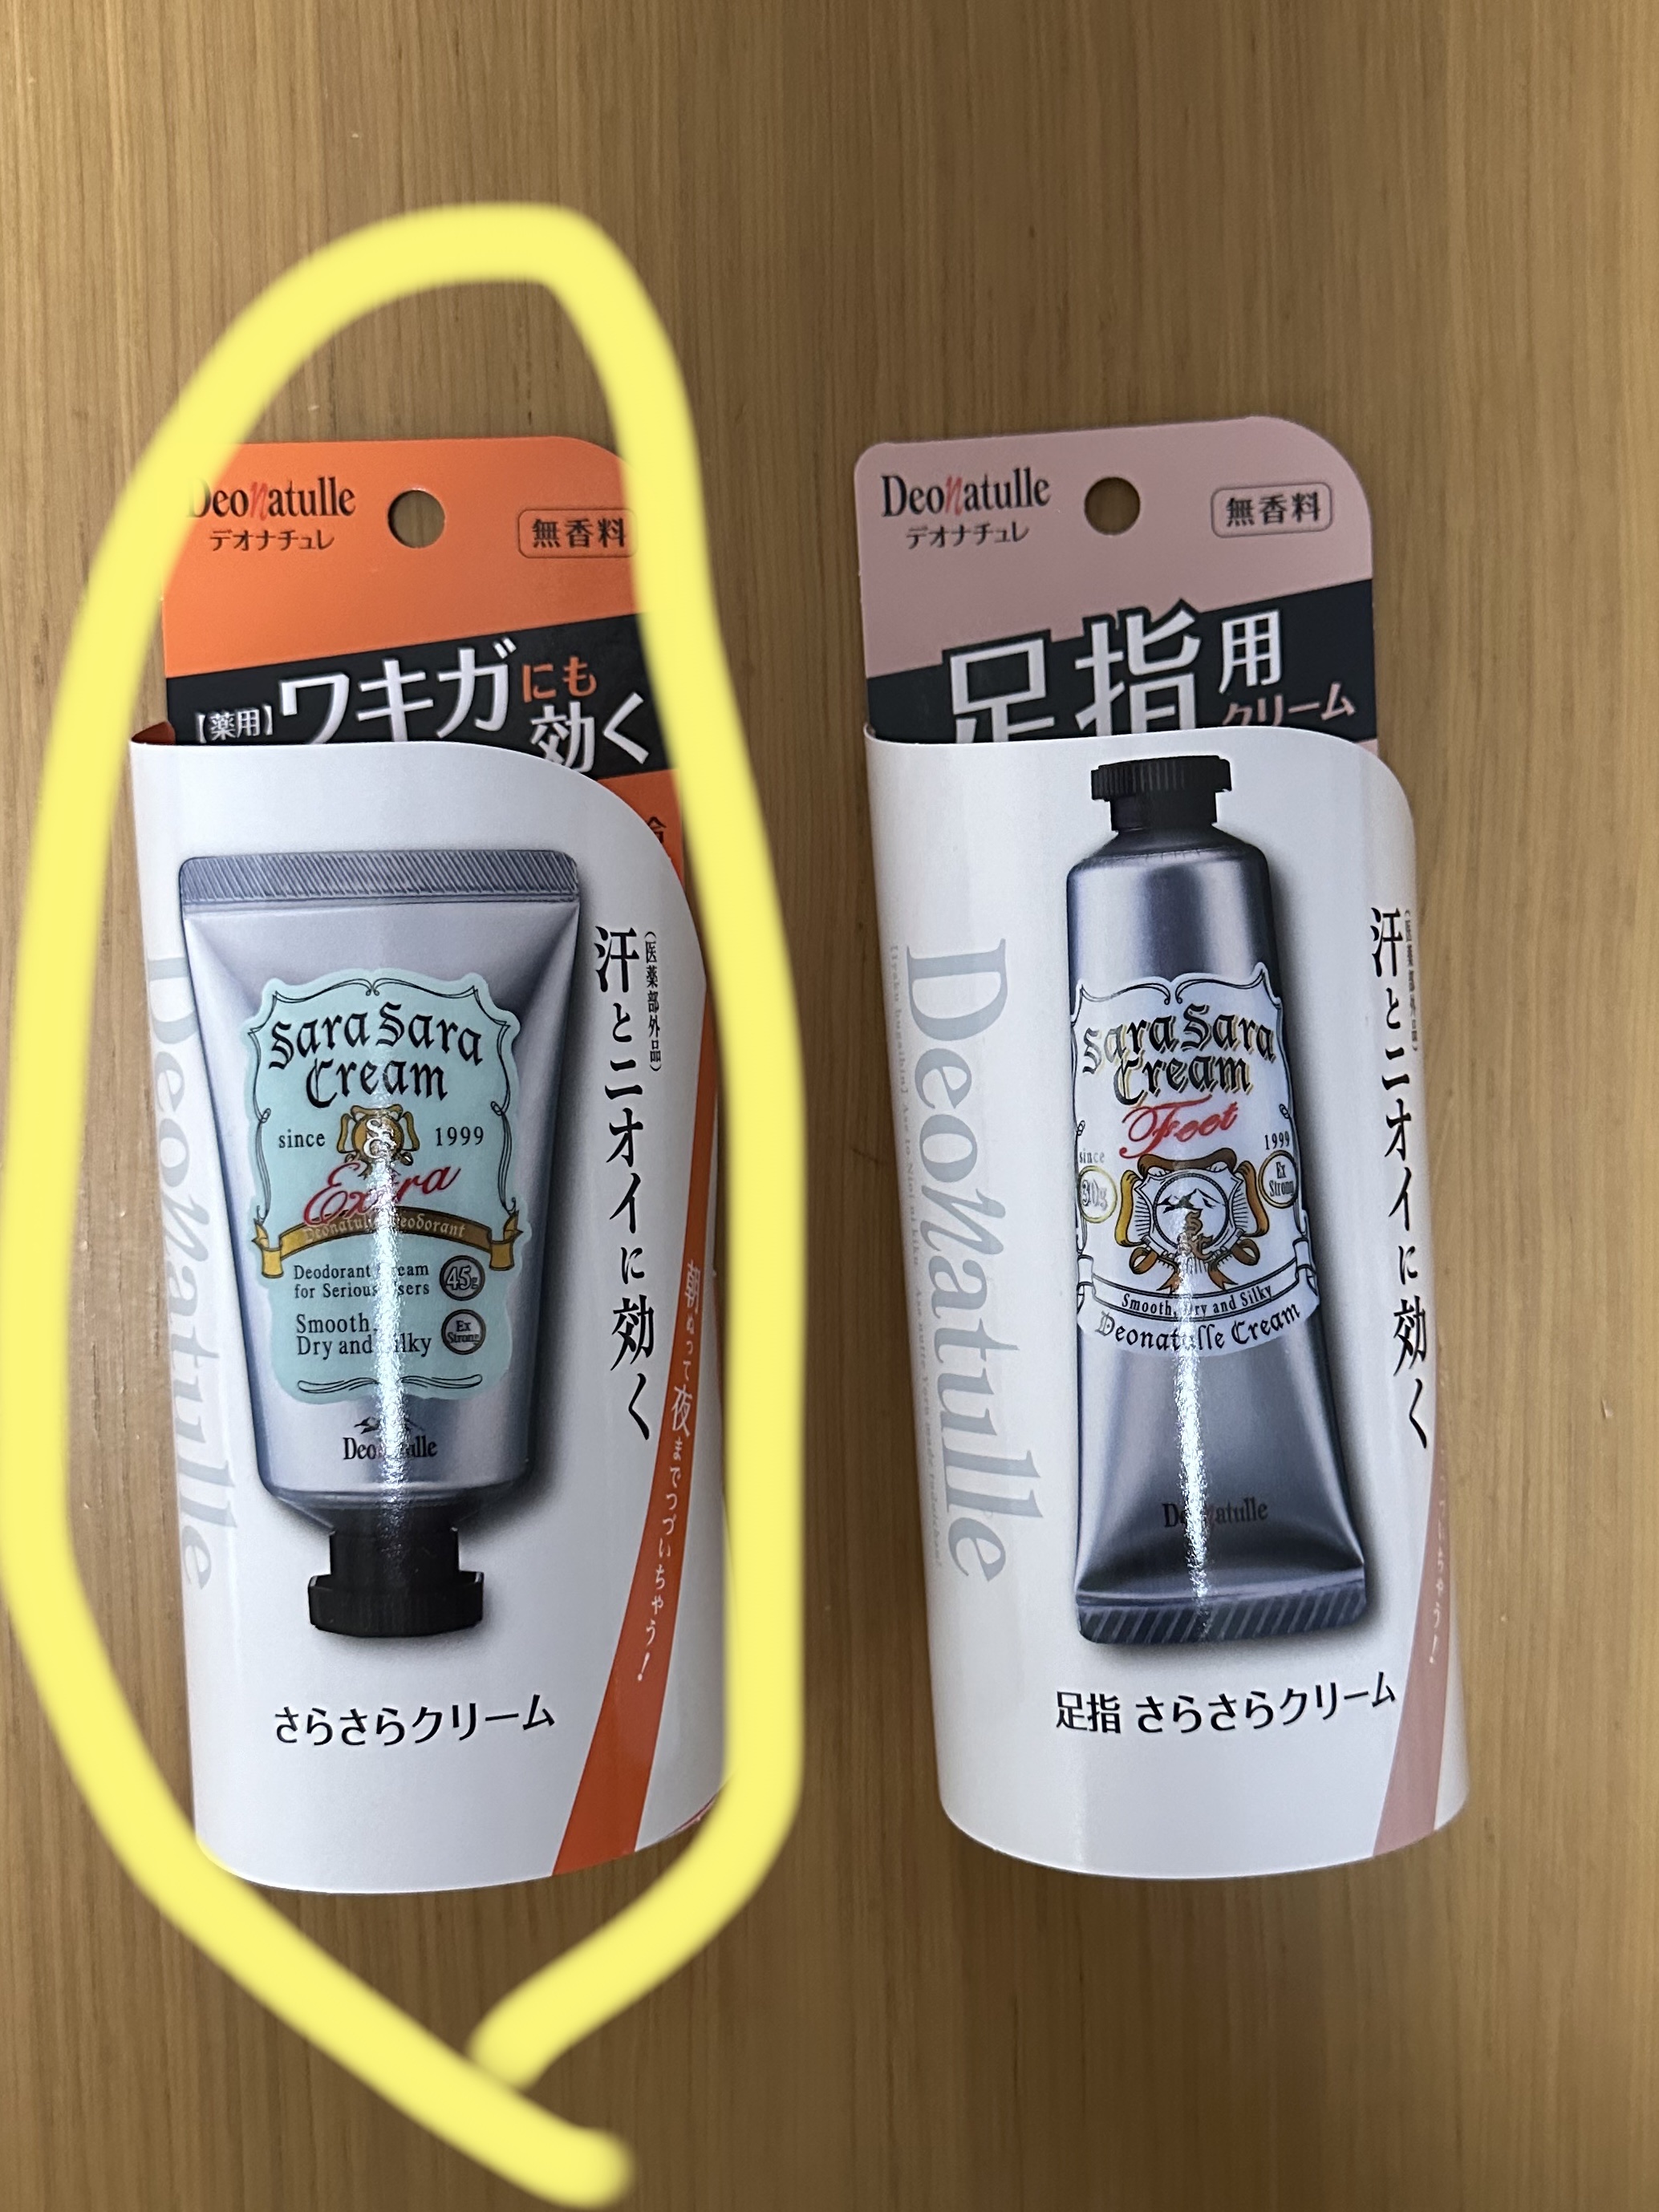 Deonatulle
デオナチュレ
無香料
【薬用】ワキガにも
効く
汗とニオイに効く
(医薬部外品)
Sara Sara
Cream
since 1999
Extra
Deodorant
for Serious
45g
Smooth,
Dry and Silky
Ex
Strong
Deonatulle
朝ぬって夜までつづいちゃう!
Deonatulle
さらさらクリーム
Deonatulle
デオナチュレ
無香料
足指用
クリーム
汗とニオイに効く
(医薬部外品)
Sara Sara
Cream
Feet
since 1999
30g
Ex
Strong
Smooth, Dry and Silky
Deonatulle Cream
Deonatulle
Deonatulle
足指 さらさらクリーム